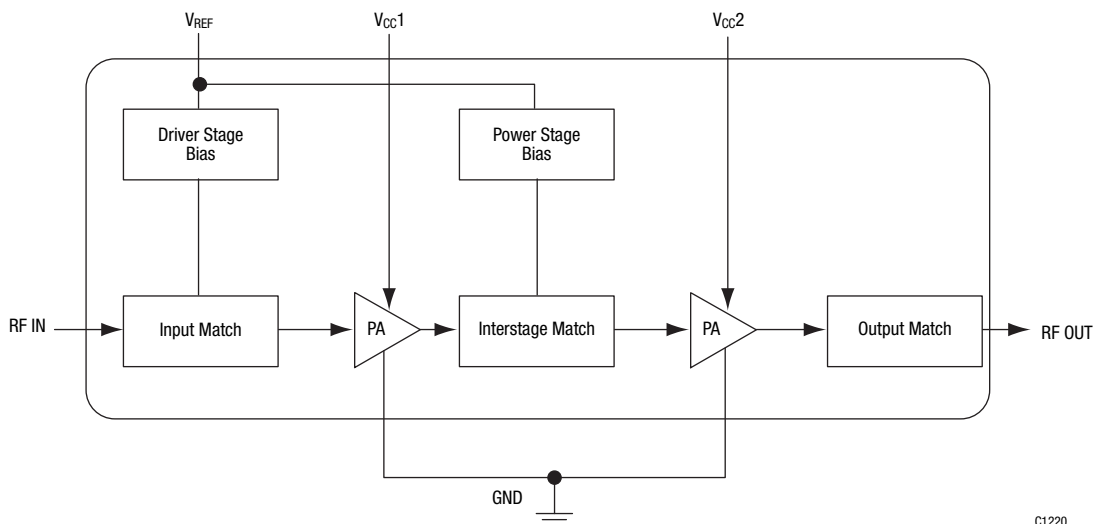 VREF
VCC1
VCC2
Driver Stage
Bias
Power Stage
Bias
RF IN
Input Match
PA
Interstage Match
PA
Output Match
RF OUT
GND
C1220